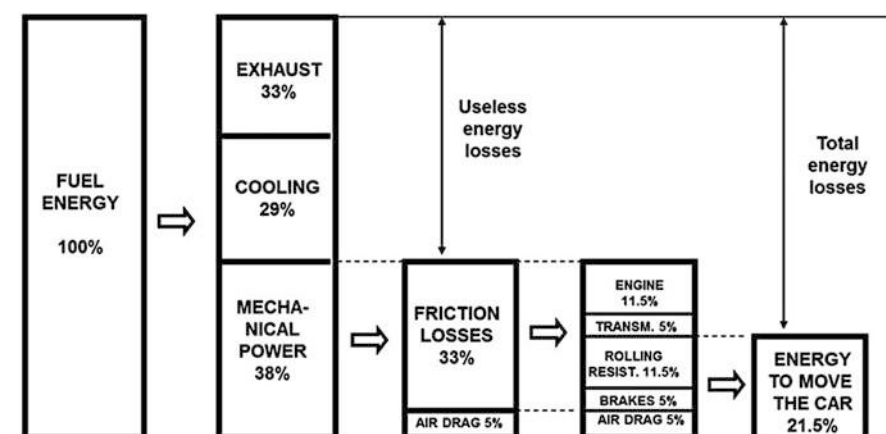 FUEL
ENERGY
100%
EXHAUST
33%
COOLING
29%
MECHA-
NICAL
POWER
38%
Useless
energy
losses
FRICTION
LOSSES
33%
AIR DRAG 5%
ENGINE
11.5%
TRANSM. 5%
ROLLING
RESIST. 11.5%
BRAKES 5%
AIR DRAG 5%
Total
energy
losses
ENERGY
TO MOVE
THE CAR
21.5%